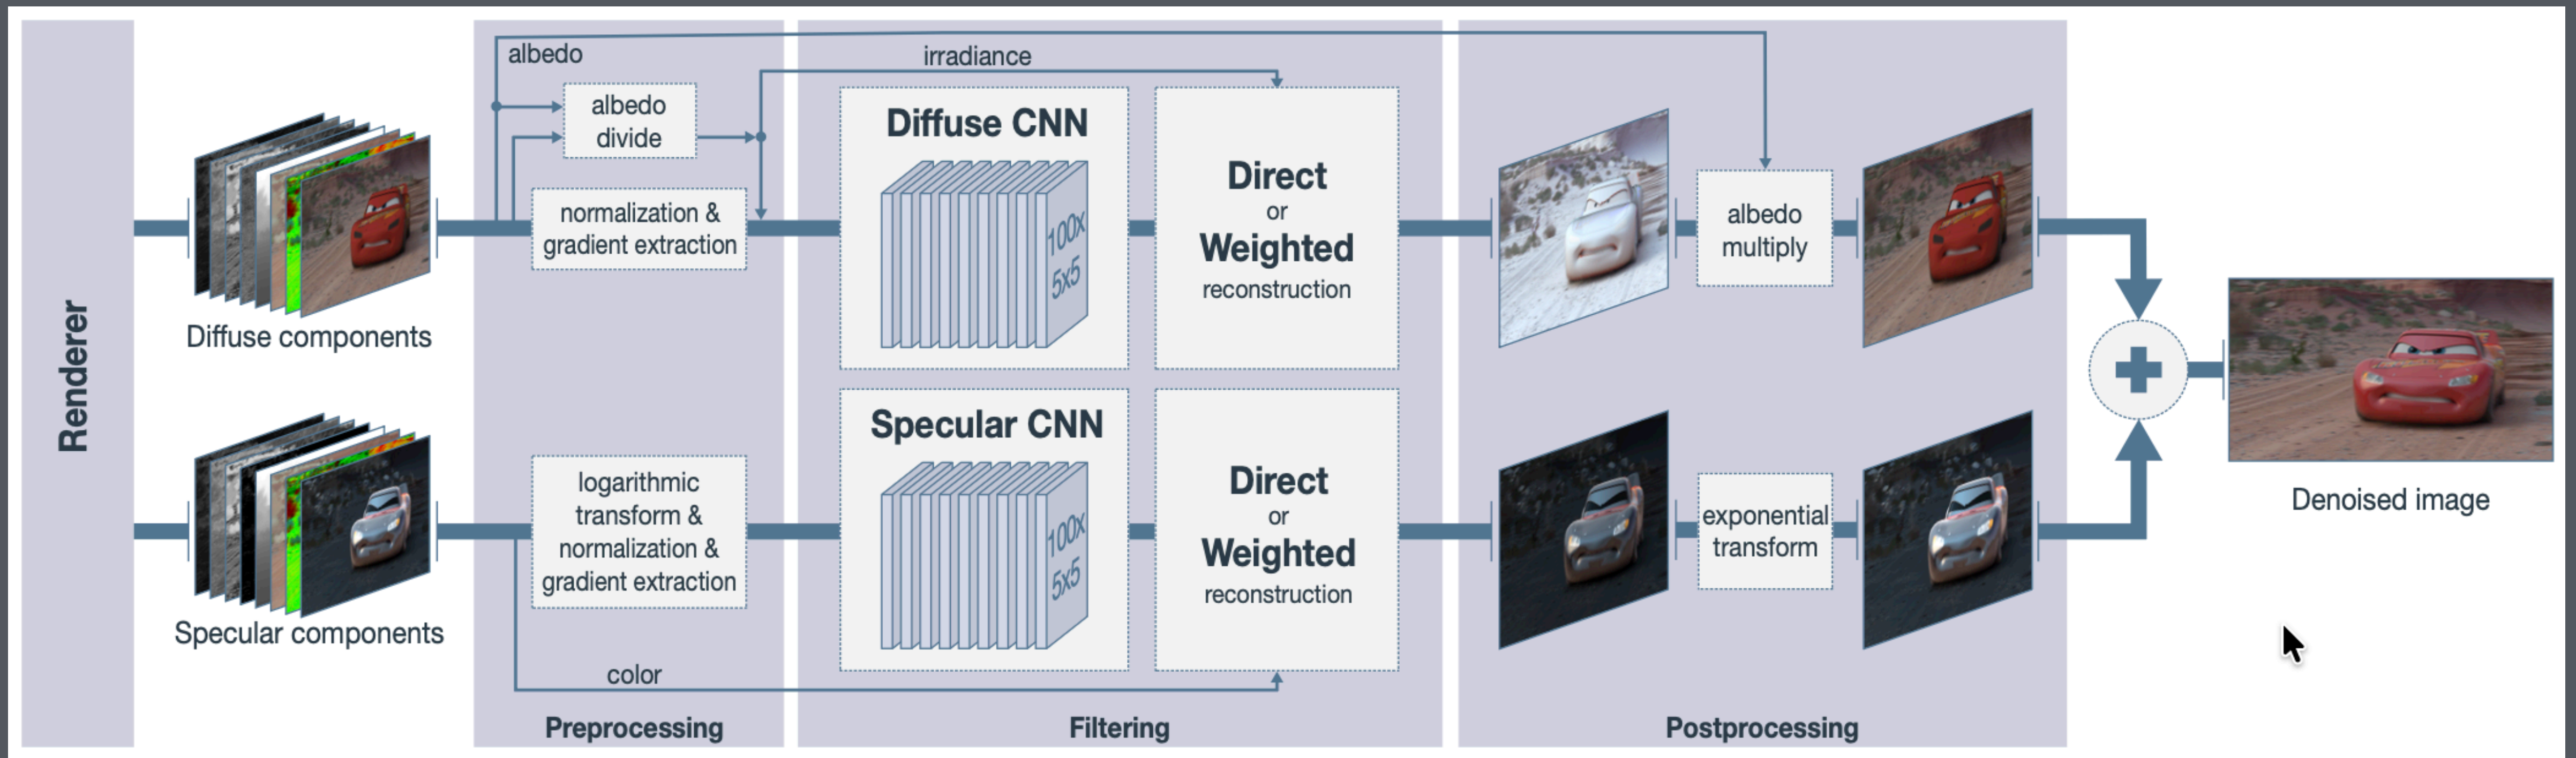 Renderer
Diffuse components
Specular components
albedo
albedo
divide
normalization &
gradient extraction
logarithmic
transform &
normalization &
gradient extraction
color
Preprocessing
irradiance
Diffuse CNN
100x
5x5
Direct
or
Weighted
reconstruction
Specular CNN
100x
5x5
Direct
or
Weighted
reconstruction
Filtering
albedo
multiply
exponential
transform
Postprocessing
Denoised image